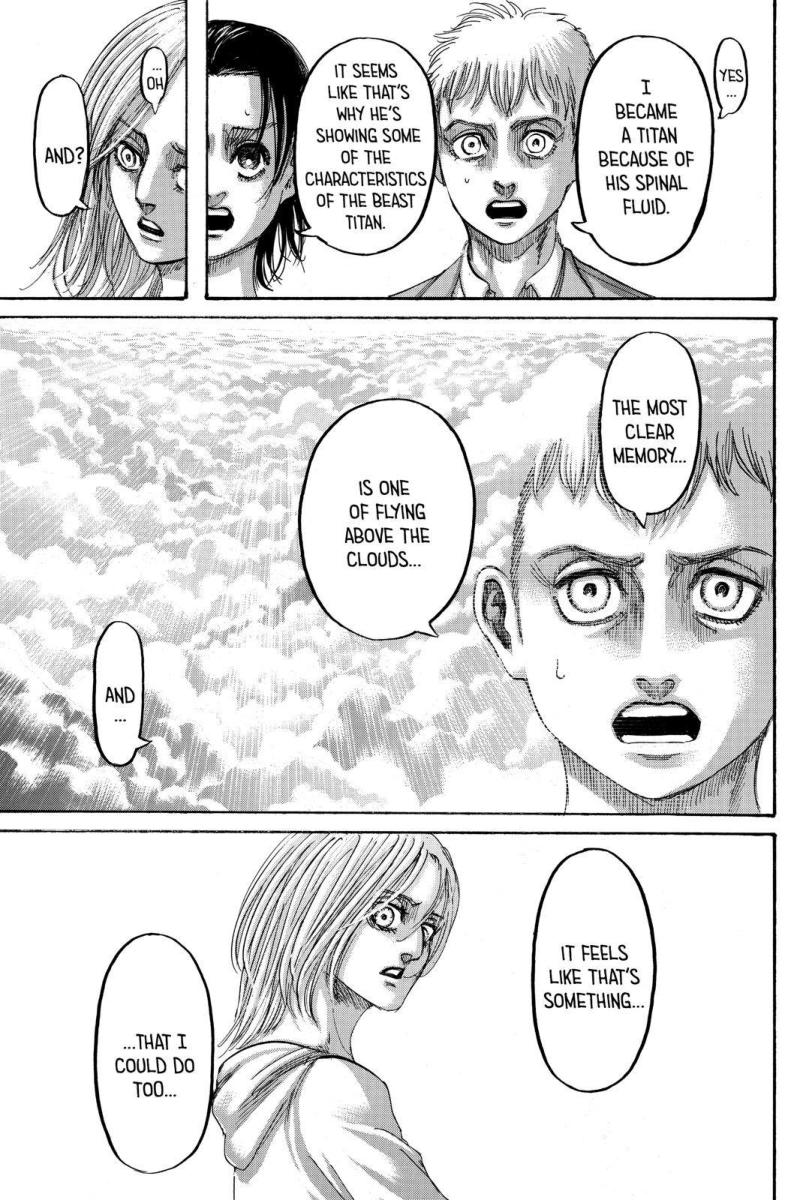 YES
...
I
BECAME
A TITAN
BECAUSE OF
HIS SPINAL
FLUID.
IT SEEMS
LIKE THAT'S
WHY HE'S
SHOWING SOME
OF THE
CHARACTERISTICS
OF THE BEAST
TITAN.
...
OH
AND?
THE MOST
CLEAR
MEMORY...
IS ONE
OF FLYING
ABOVE THE
CLOUDS...
AND
...
IT FEELS
LIKE THAT'S
SOMETHING...
...THAT I
COULD DO
TOO...